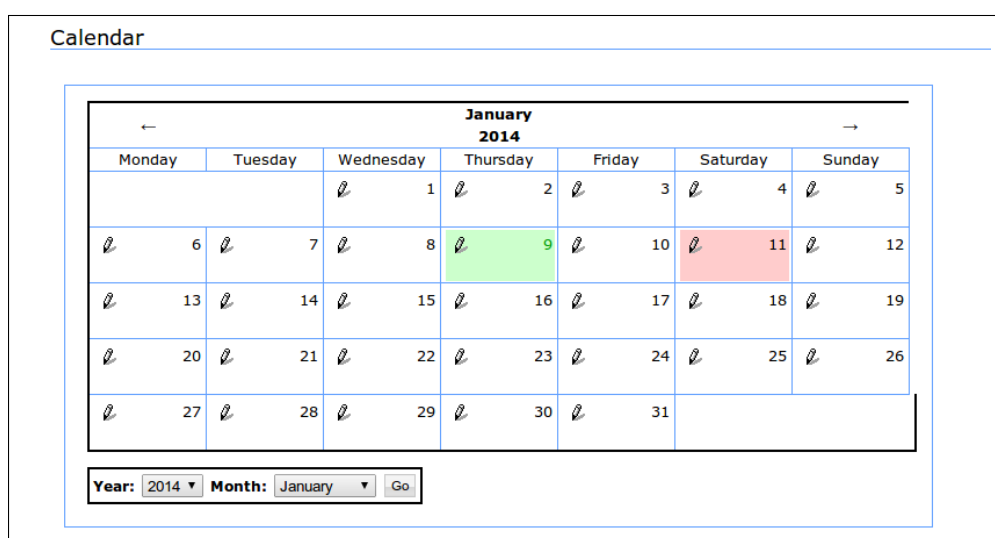 Calendar
← January →
2014
Monday Tuesday Wednesday Thursday Friday Saturday Sunday
1 2 3 4 5
6 7 8 9 10 11 12
13 14 15 16 17 18 19
20 21 22 23 24 25 26
27 28 29 30 31
Year: 2014 ▼ Month: January ▼ Go